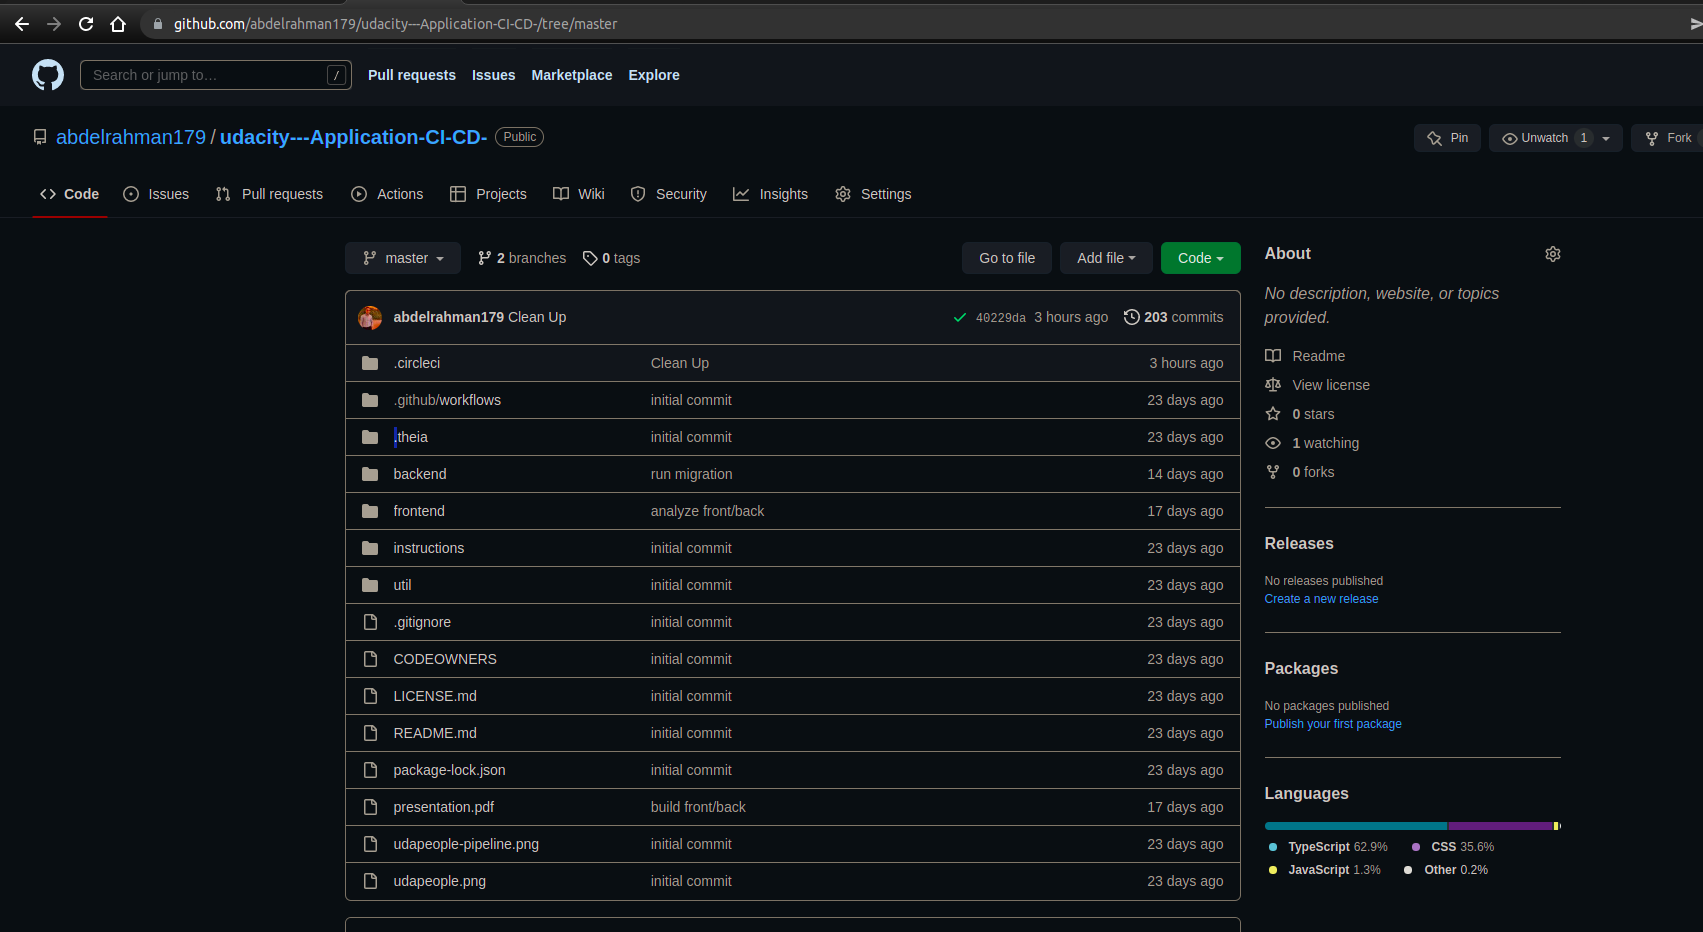 github.com/abdelrahman179/udacity---Application-CI-CD-/tree/master
Search or jump to… / Pull requests Issues Marketplace Explore
abdelrahman179 / udacity---Application-CI-CD- Public Pin Unwatch 1 Fork
Code Issues Pull requests Actions Projects Wiki Security Insights Settings
master 2 branches 0 tags Go to file Add file Code
abdelrahman179 Clean Up 40229da 3 hours ago 203 commits
.circleci Clean Up 3 hours ago
.github/workflows initial commit 23 days ago
.theia initial commit 23 days ago
backend run migration 14 days ago
frontend analyze front/back 17 days ago
instructions initial commit 23 days ago
util initial commit 23 days ago
.gitignore initial commit 23 days ago
CODEOWNERS initial commit 23 days ago
LICENSE.md initial commit 23 days ago
README.md initial commit 23 days ago
package-lock.json initial commit 23 days ago
presentation.pdf build front/back 17 days ago
udapeople-pipeline.png initial commit 23 days ago
udapeople.png initial commit 23 days ago
About
No description, website, or topics
provided.
Readme
View license
0 stars
1 watching
0 forks
Releases
No releases published
Create a new release
Packages
No packages published
Publish your first package
Languages
TypeScript 62.9% CSS 35.6%
JavaScript 1.3% Other 0.2%